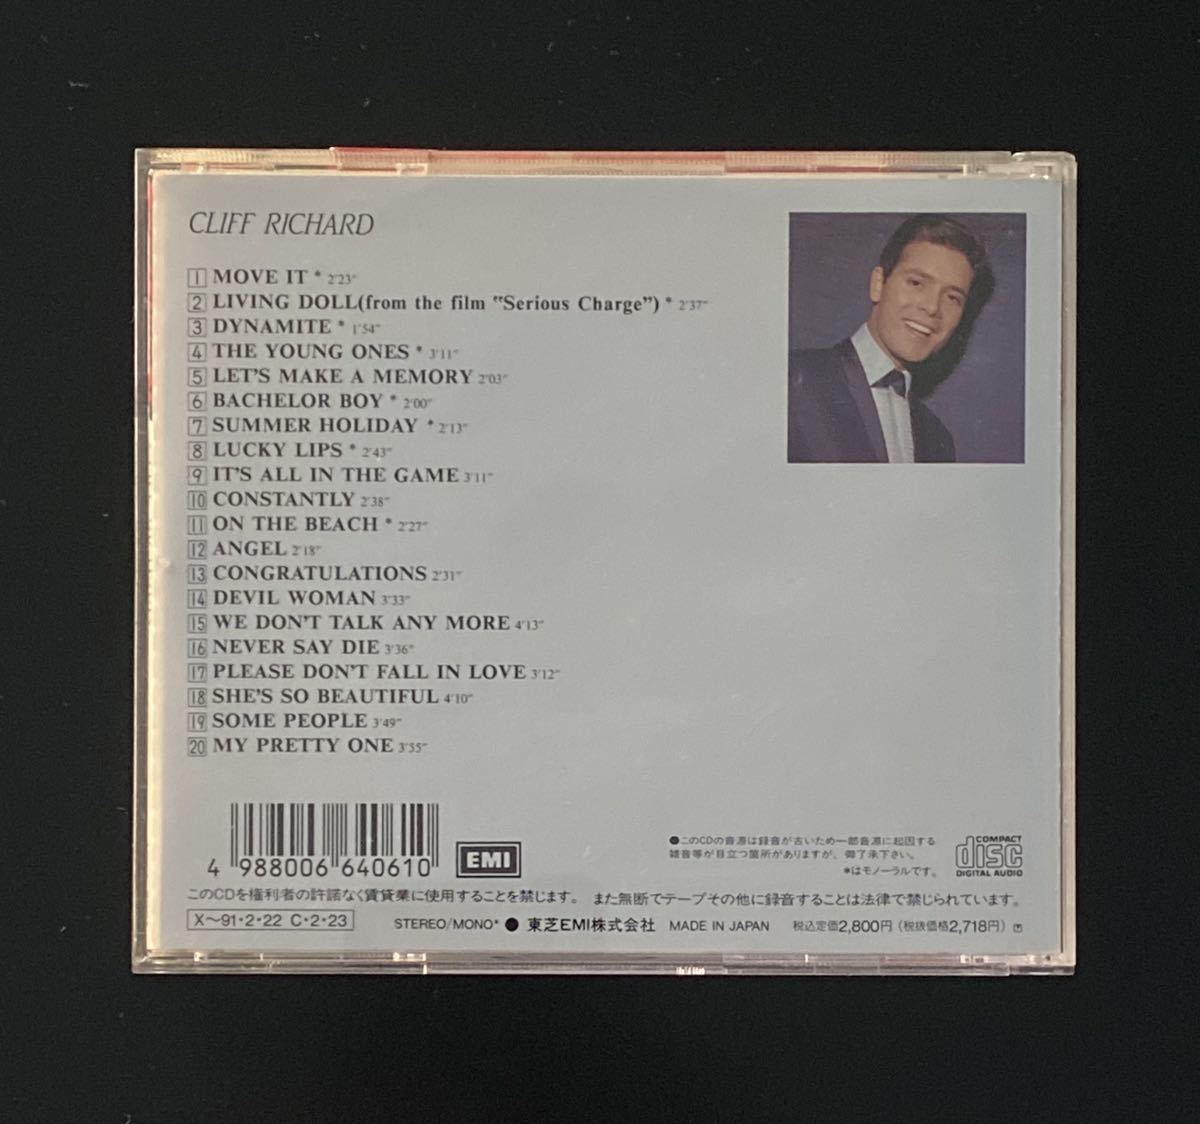 CLIFF RICHARD
1 MOVE IT * 2'23"
2 LIVING DOLL(from the film "Serious Charge") * 2'37"
3 DYNAMITE * 1'54"
4 THE YOUNG ONES * 3'11"
5 LET'S MAKE A MEMORY 2'03"
6 BACHELOR BOY * 2'00"
7 SUMMER HOLIDAY * 2'13"
8 LUCKY LIPS * 2'43"
9 IT'S ALL IN THE GAME 3'11"
10 CONSTANTLY 2'38"
11 ON THE BEACH * 2'27"
12 ANGEL 2'18"
13 CONGRATULATIONS 2'31"
14 DEVIL WOMAN 3'33"
15 WE DON'T TALK ANY MORE 4'13"
16 NEVER SAY DIE 3'36"
17 PLEASE DON'T FALL IN LOVE 3'12"
18 SHE'S SO BEAUTIFUL 4'10"
19 SOME PEOPLE 3'49"
20 MY PRETTY ONE 3'55"
4 988006 640610
EMI
●このCDの音源は録音が古いため一部音源に起因する
雑音等が目立つ箇所がありますが、御了承下さい。
*はモノーラルです。
COMPACT
disc
DIGITAL AUDIO
このCDを権利者の許諾なく賃貸業に使用することを禁じます。 また無断でテープその他に録音することは法律で禁じられています。
X〜91・2・22 C・2・23
STEREO/MONO* ● 東芝EMI株式会社 MADE IN JAPAN 税込定価2,800円(税抜価格2,718円)